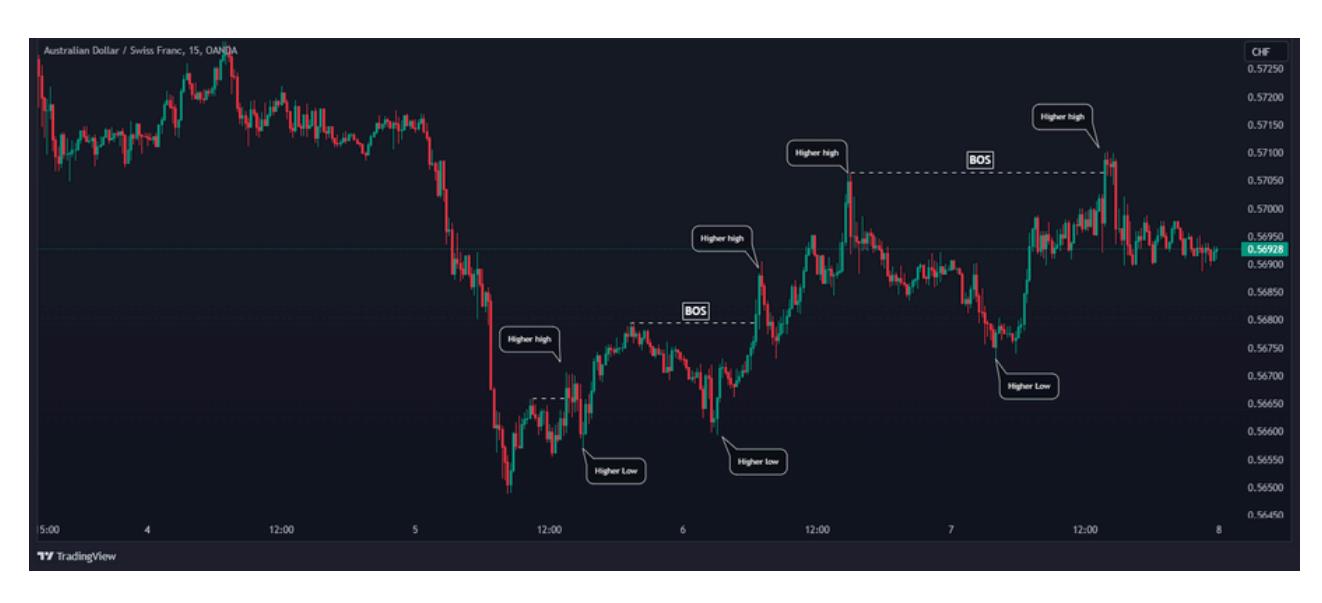 Australian Dollar / Swiss Franc, 15, OANDA
CHF
0.57250
0.57200
0.57150
0.57100
0.57050
0.57000
0.56950
0.56928
0.56900
0.56850
0.56800
0.56750
0.56700
0.56650
0.56600
0.56550
0.56500
0.56450
Higher high
BOS
Higher high
Higher high
BOS
Higher high
Higher Low
Higher low
Higher Low
15:00 4 12:00 5 12:00 6 12:00 7 12:00 8
TradingView